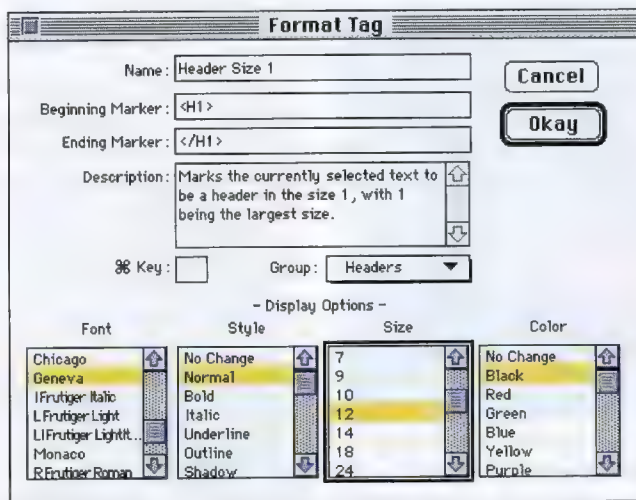 Format Tag
Name: Header Size 1
Cancel
Beginning Marker: <H1>
Okay
Ending Marker: </H1>
Description: Marks the currently selected text to
be a header in the size 1, with 1
being the largest size.
⌘ Key:
Group: Headers
- Display Options -
Font
Chicago
Geneva
I Frutiger Italic
L Frutiger Light
LI Frutiger LightIt...
Monaco
R Frutiger Roman
Style
No Change
Normal
Bold
Italic
Underline
Outline
Shadow
Size
7
9
10
12
14
18
24
Color
No Change
Black
Red
Green
Blue
Yellow
Purple